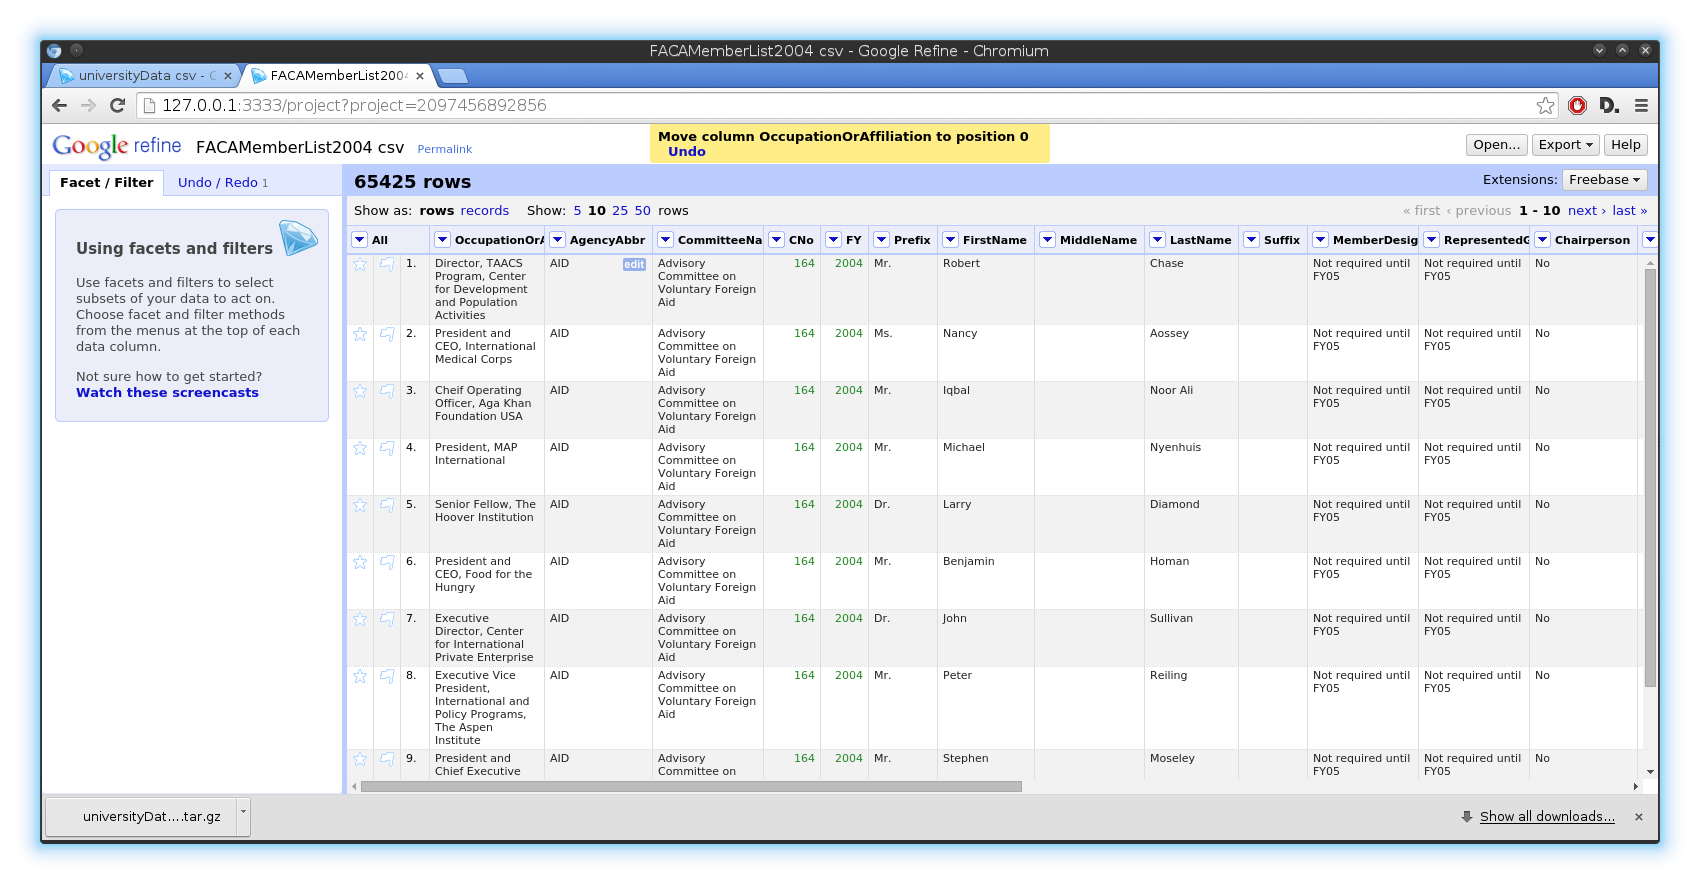 FACAMemberList2004 csv - Google Refine - Chromium
universityData csv - G
FACAMemberList2004
127.0.0.1:3333/project?project=2097456892856
D.
Google refine FACAMemberList2004 csv Permalink
Move column OccupationOrAffiliation to position 0
Undo
Open... Export Help
Facet / Filter Undo / Redo 1
65425 rows
Extensions: Freebase
Using facets and filters
Use facets and filters to select
subsets of your data to act on.
Choose facet and filter methods
from the menus at the top of each
data column.
Not sure how to get started?
Watch these screencasts
Show as: rows records Show: 5 10 25 50 rows
« first ‹ previous 1 - 10 next › last »
All OccupationOrA AgencyAbbr CommitteeNa CNo FY Prefix FirstName MiddleName LastName Suffix MemberDesig RepresentedG Chairperson
1. Director, TAACS AID edit Advisory 164 2004 Mr. Robert Chase Not required until Not required until No
Program, Center Committee on FY05 FY05
for Development Voluntary Foreign
and Population Aid
Activities
2. President and AID Advisory 164 2004 Ms. Nancy Aossey Not required until Not required until No
CEO, International Committee on FY05 FY05
Medical Corps Voluntary Foreign
Aid
3. Cheif Operating AID Advisory 164 2004 Mr. Iqbal Noor Ali Not required until Not required until No
Officer, Aga Khan Committee on FY05 FY05
Foundation USA Voluntary Foreign
Aid
4. President, MAP AID Advisory 164 2004 Mr. Michael Nyenhuis Not required until Not required until No
International Committee on FY05 FY05
Voluntary Foreign
Aid
5. Senior Fellow, The AID Advisory 164 2004 Dr. Larry Diamond Not required until Not required until No
Hoover Institution Committee on FY05 FY05
Voluntary Foreign
Aid
6. President and AID Advisory 164 2004 Mr. Benjamin Homan Not required until Not required until No
CEO, Food for the Committee on FY05 FY05
Hungry Voluntary Foreign
Aid
7. Executive AID Advisory 164 2004 Dr. John Sullivan Not required until Not required until No
Director, Center Committee on FY05 FY05
for International Voluntary Foreign
Private Enterprise Aid
8. Executive Vice AID Advisory 164 2004 Mr. Peter Reiling Not required until Not required until No
President, Committee on FY05 FY05
International and Voluntary Foreign
Policy Programs, Aid
The Aspen
Institute
9. President and AID Advisory 164 2004 Mr. Stephen Moseley Not required until Not required until No
Chief Executive Committee on FY05 FY05
universityDat....tar.gz
Show all downloads...